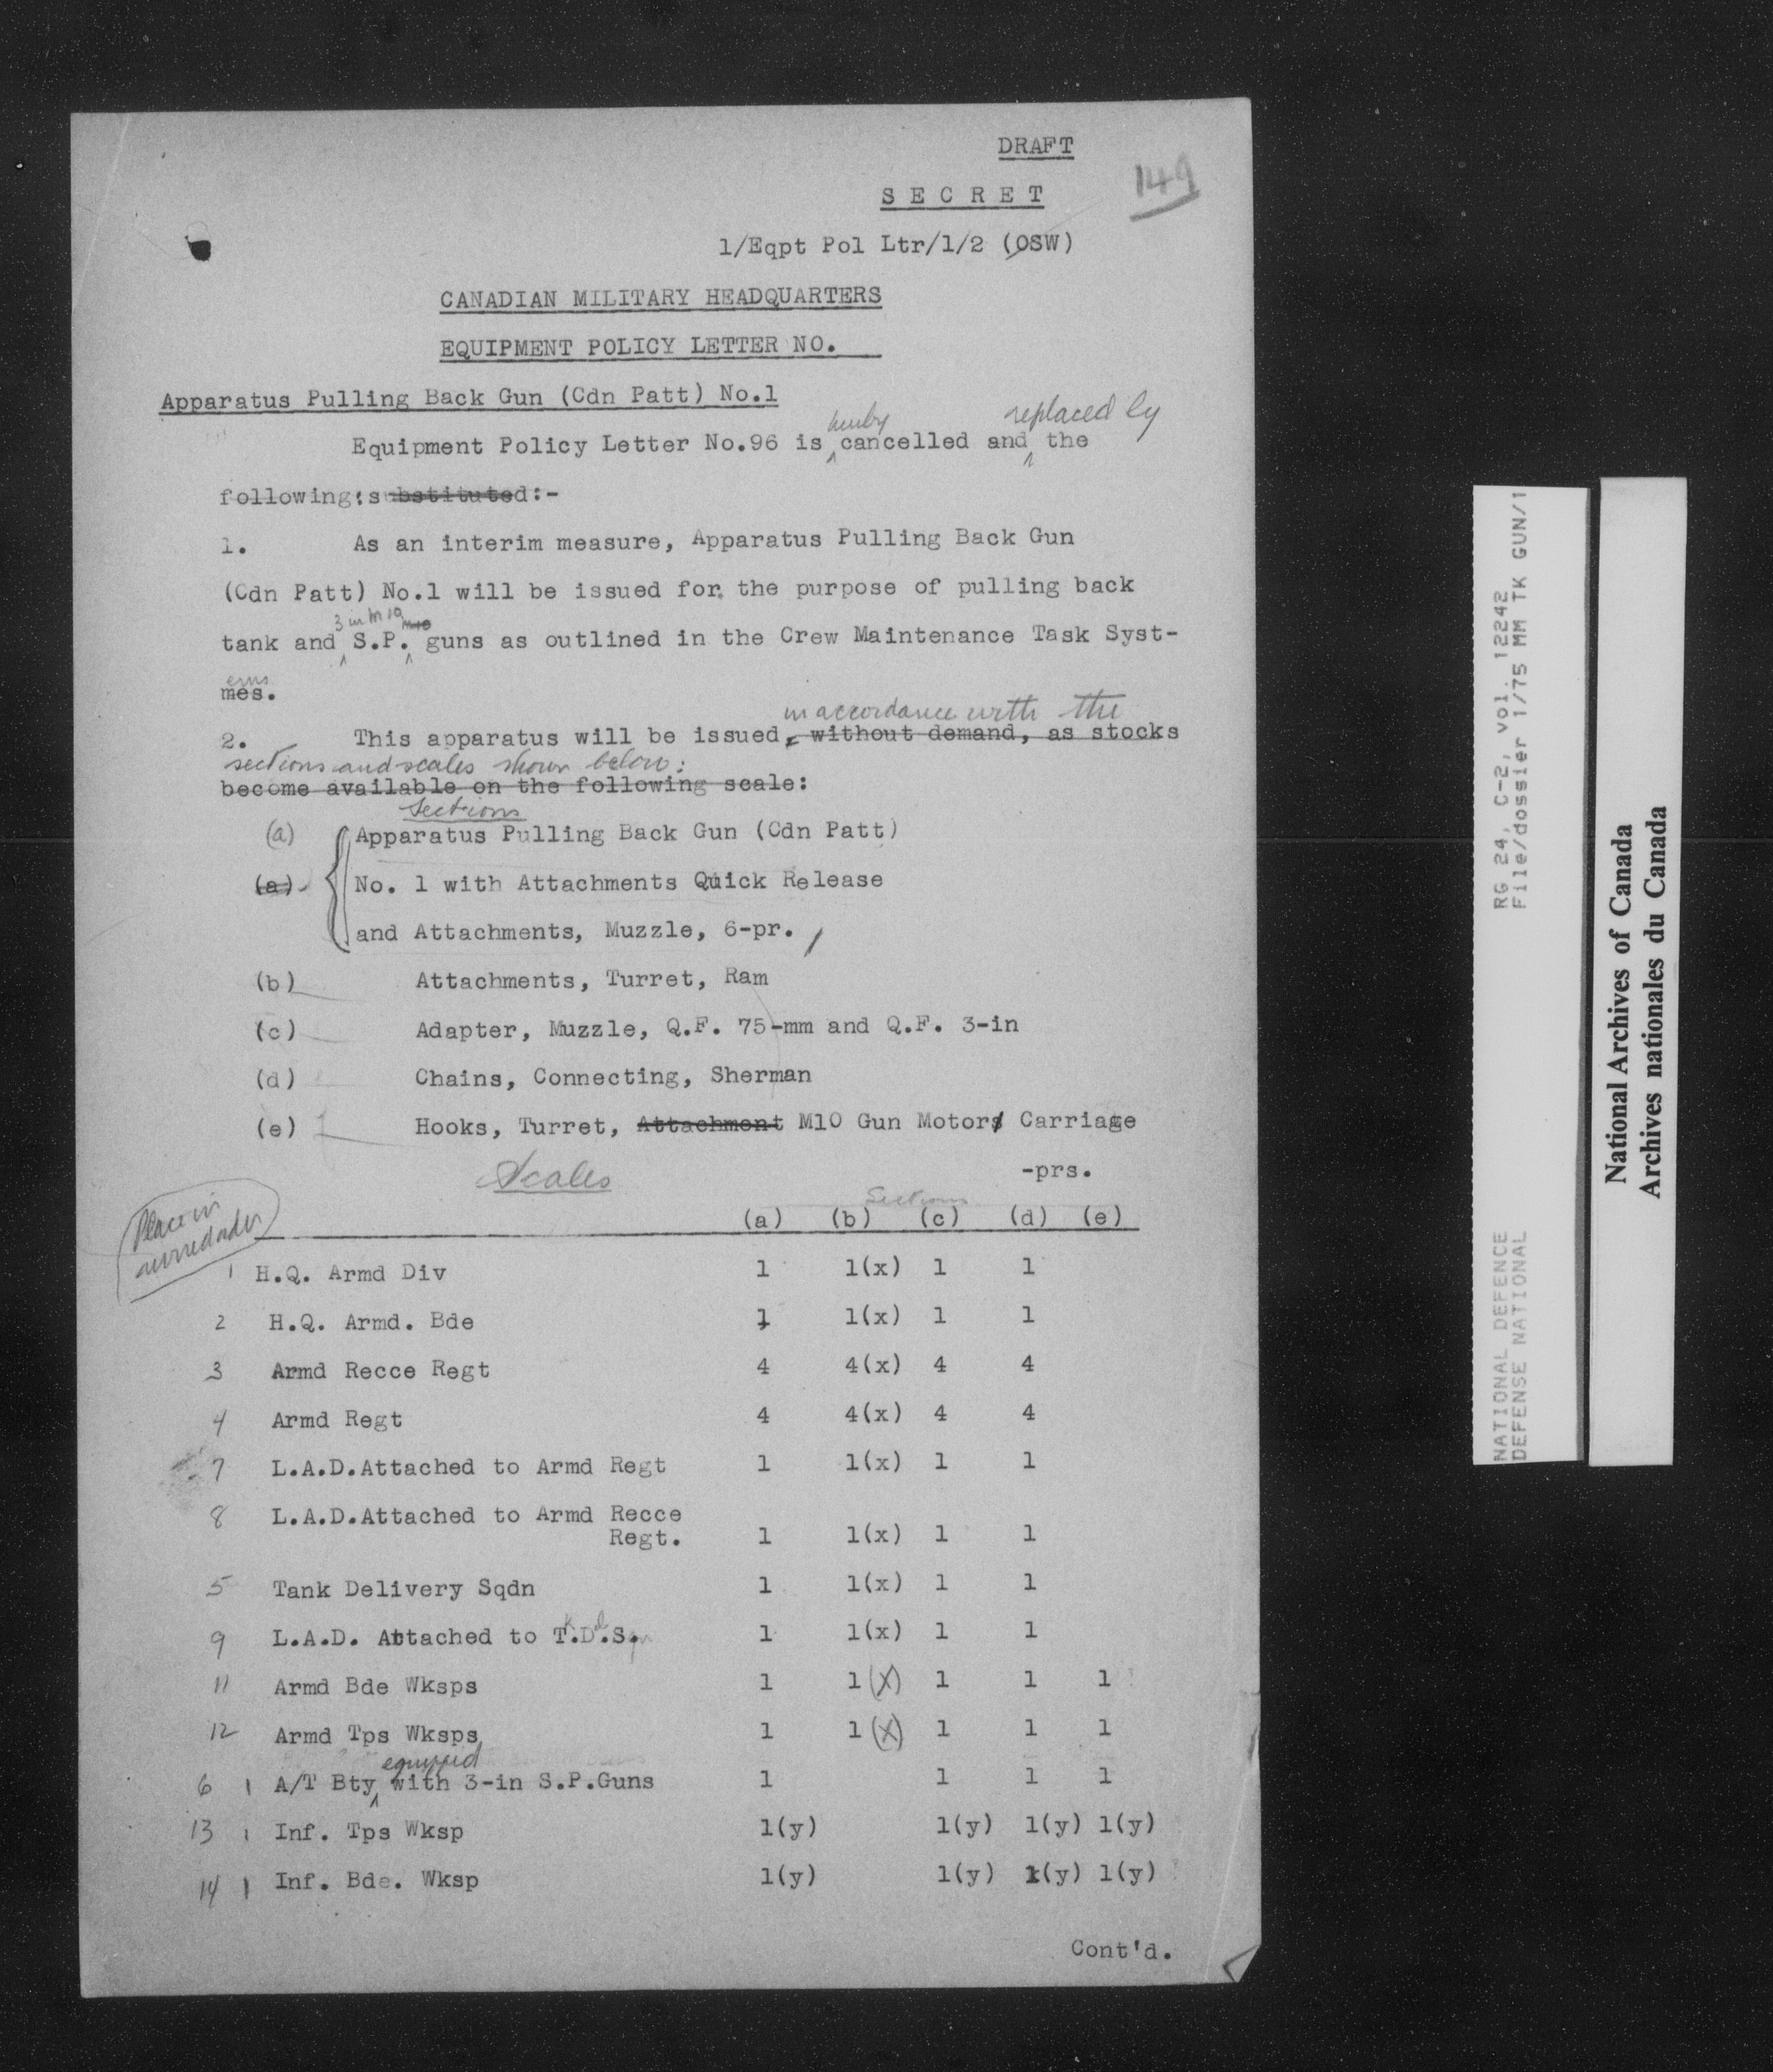 DRAFT
149
S E C R E T
1/Eqpt Pol Ltr/1/2 (OSW)
CANADIAN MILITARY HEADQUARTERS
EQUIPMENT POLICY LETTER NO.
Apparatus Pulling Back Gun (Cdn Patt) No.1
hereby replaced by
Equipment Policy Letter No.96 is cancelled and the
following:substituted:-
1. As an interim measure, Apparatus Pulling Back Gun
(Cdn Patt) No.1 will be issued for the purpose of pulling back
3 in M10
tank and S.P. guns as outlined in the Crew Maintenance Task Syst-
ems
mes.
in accordance with the
2. This apparatus will be issued, without demand, as stocks
sections and scales shown below:
become available on the following scale:
Sections
(a) Apparatus Pulling Back Gun (Cdn Patt)
(a) No. 1 with Attachments Quick Release
and Attachments, Muzzle, 6-pr.
(b) Attachments, Turret, Ram
(c) Adapter, Muzzle, Q.F. 75-mm and Q.F. 3-in
(d) Chains, Connecting, Sherman
(e) Hooks, Turret, Attachment M10 Gun Motors Carriage
-prs.
Scales
Sections
Place in
(a) (b) (c) (d) (e)
1 H.Q. Armd Div 1 1(x) 1 1
2 H.Q. Armd. Bde 1 1(x) 1 1
3 Armd Recce Regt 4 4(x) 4 4
4 Armd Regt 4 4(x) 4 4
7 L.A.D.Attached to Armd Regt 1 1(x) 1 1
8 L.A.D.Attached to Armd Recce
Regt. 1 1(x) 1 1
5 Tank Delivery Sqdn 1 1(x) 1 1
9 L.A.D. Attached to Tk.Del.Sqn 1 1(x) 1 1
11 Armd Bde Wksps 1 1(X) 1 1 1
12 Armd Tps Wksps 1 1(X) 1 1 1
equipped
6 1 A/T Bty with 3-in S.P.Guns 1 1 1 1
13 1 Inf. Tps Wksp 1(y) 1(y) 1(y) 1(y)
14 1 Inf. Bde. Wksp 1(y) 1(y) 1(y) 1(y)
Cont'd.
NATIONAL DEFENCE RG 24, C-2, vol. 12242
DEFENSE NATIONAL File/dossier 1/75 MM TK GUN/1
National Archives of Canada
Archives nationales du Canada